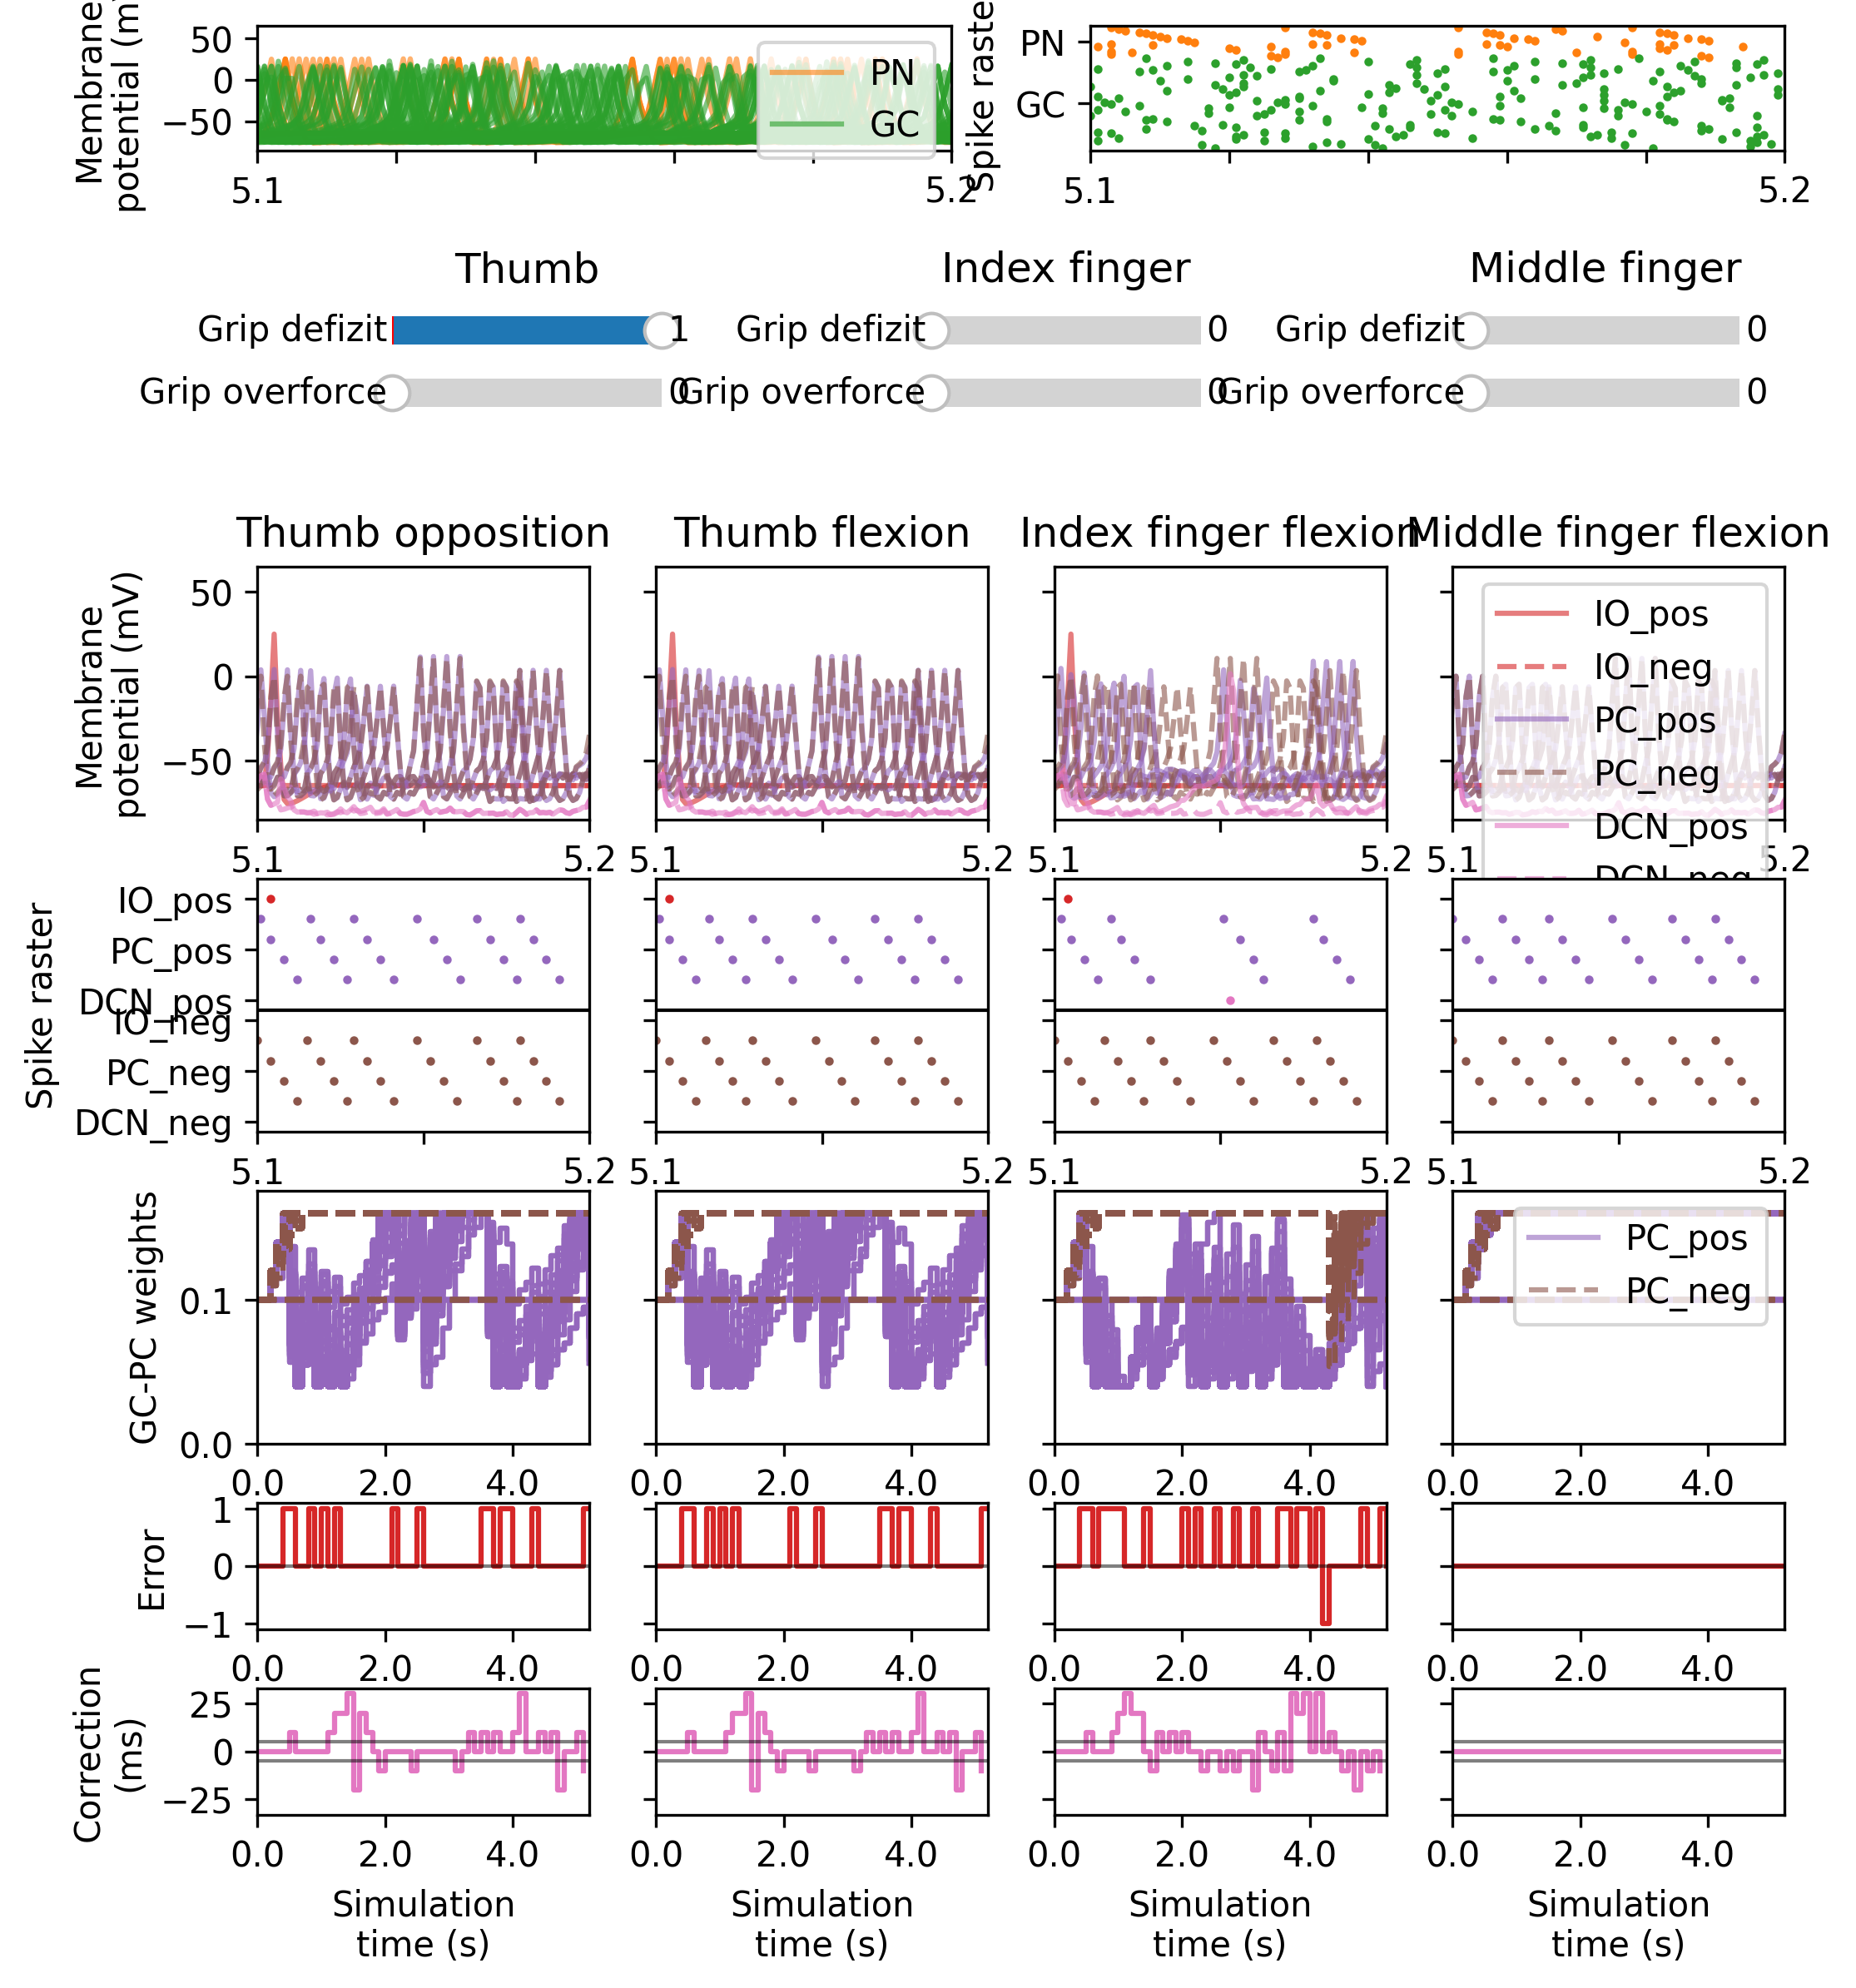 Membrane
potential (m
50
0
−50
PN
GC
5.1
5.2
Spike raste
PN
GC
5.1
5.2
Thumb
Index finger
Middle finger
Grip defizit
1
Grip defizit
0
Grip defizit
0
Grip overforce
0
Grip overforce
0
Grip overforce
0
Thumb opposition
Thumb flexion
Index finger flexion
Middle finger flexion
Membrane
potential (mV)
50
0
−50
IO_pos
IO_neg
PC_pos
PC_neg
DCN_pos
DCN_neg
5.1
5.2
5.1
5.2
5.1
5.2
5.1
5.2
Spike raster
IO_pos
PC_pos
DCN_pos
IO_neg
PC_neg
DCN_neg
5.1
5.2
5.1
5.2
5.1
5.2
5.1
5.2
GC-PC weights
0.1
0.0
PC_pos
PC_neg
0.0
2.0
4.0
0.0
2.0
4.0
0.0
2.0
4.0
0.0
2.0
4.0
Error
1
0
−1
0.0
2.0
4.0
0.0
2.0
4.0
0.0
2.0
4.0
0.0
2.0
4.0
Correction
(ms)
25
0
−25
0.0
2.0
4.0
0.0
2.0
4.0
0.0
2.0
4.0
0.0
2.0
4.0
Simulation
time (s)
Simulation
time (s)
Simulation
time (s)
Simulation
time (s)